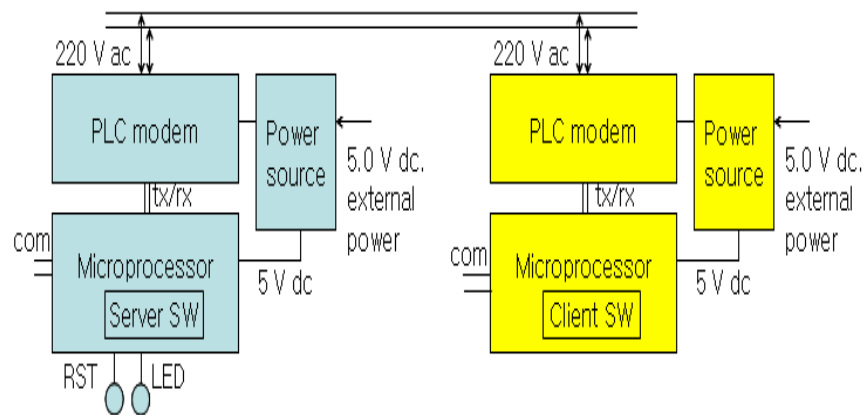 220 V ac
PLC modem
Power
source
5.0 V dc.
external
power
tx/rx
com
Microprocessor
Server SW
5 V dc
RST
LED
220 V ac
PLC modem
Power
source
5.0 V dc.
external
power
tx/rx
com
Microprocessor
Client SW
5 V dc